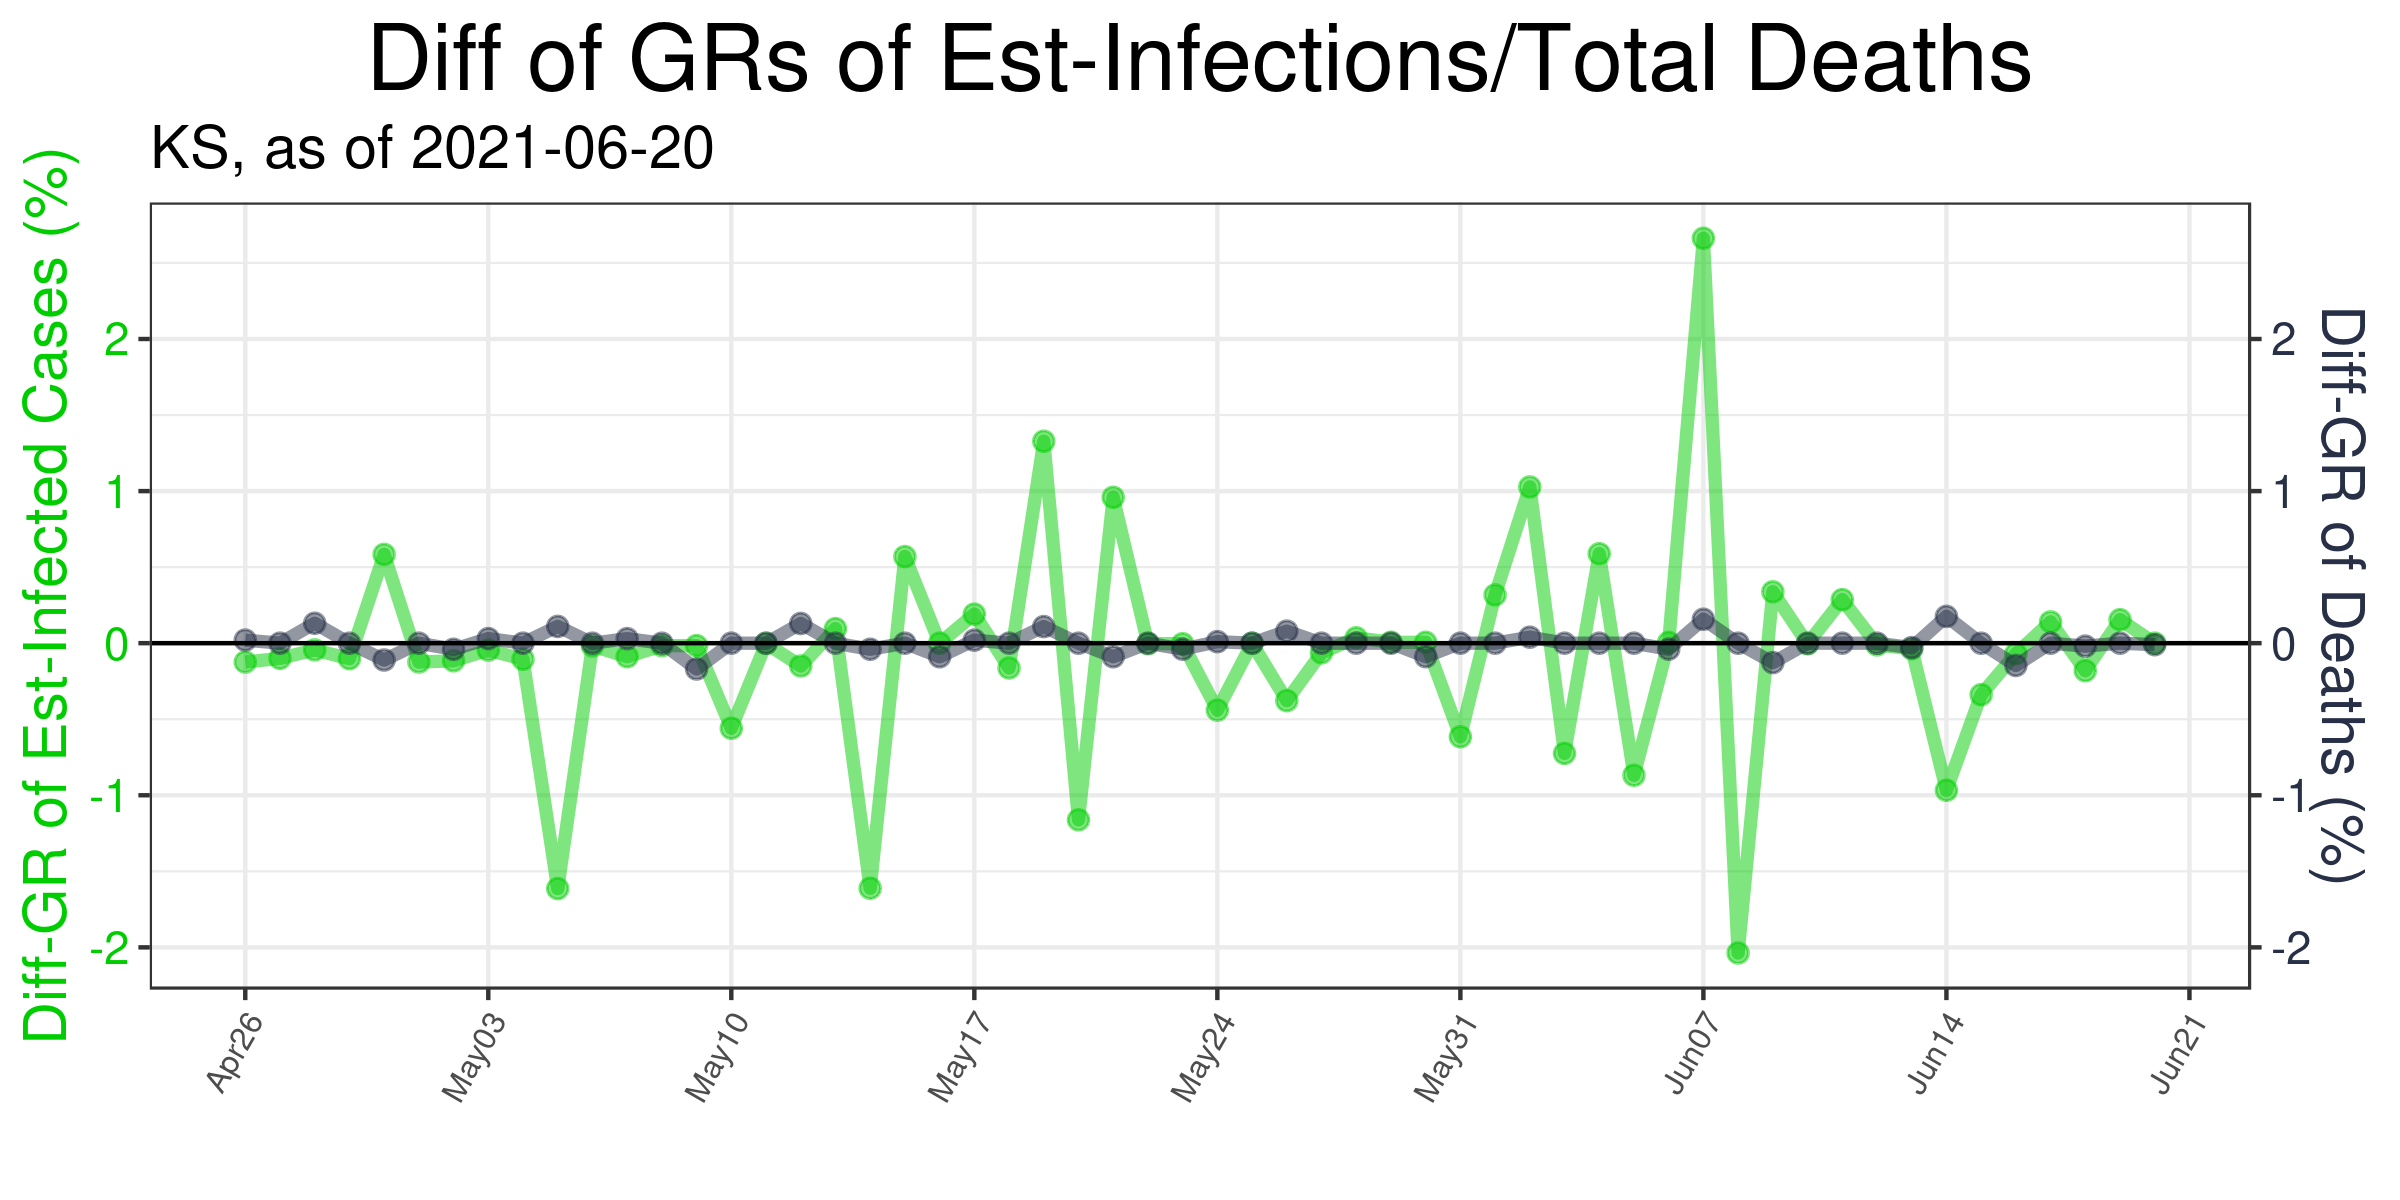 Diff of GRs of Est-Infections/Total Deaths
KS, as of 2021-06-20
Diff-GR of Est-Infected Cases (%)
2
1
0
-1
-2
2
1
0
-1
-2
Diff-GR of Deaths (%)
Apr26
May03
May10
May17
May24
May31
Jun07
Jun14
Jun21